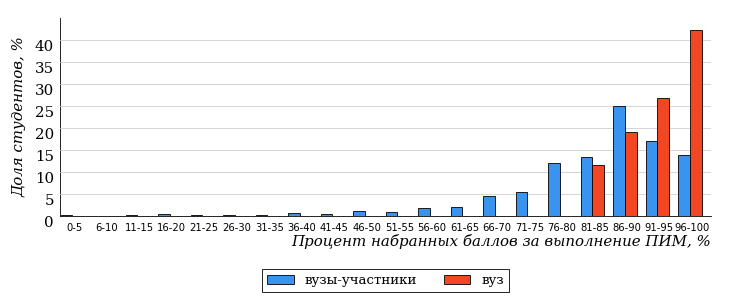 Доля студентов, %
40
35
30
25
20
15
10
5
0
0-5 6-10 11-15 16-20 21-25 26-30 31-35 36-40 41-45 46-50 51-55 56-60 61-65 66-70 71-75 76-80 81-85 86-90 91-95 96-100
Процент набранных баллов за выполнение ПИМ, %
вузы-участники вуз